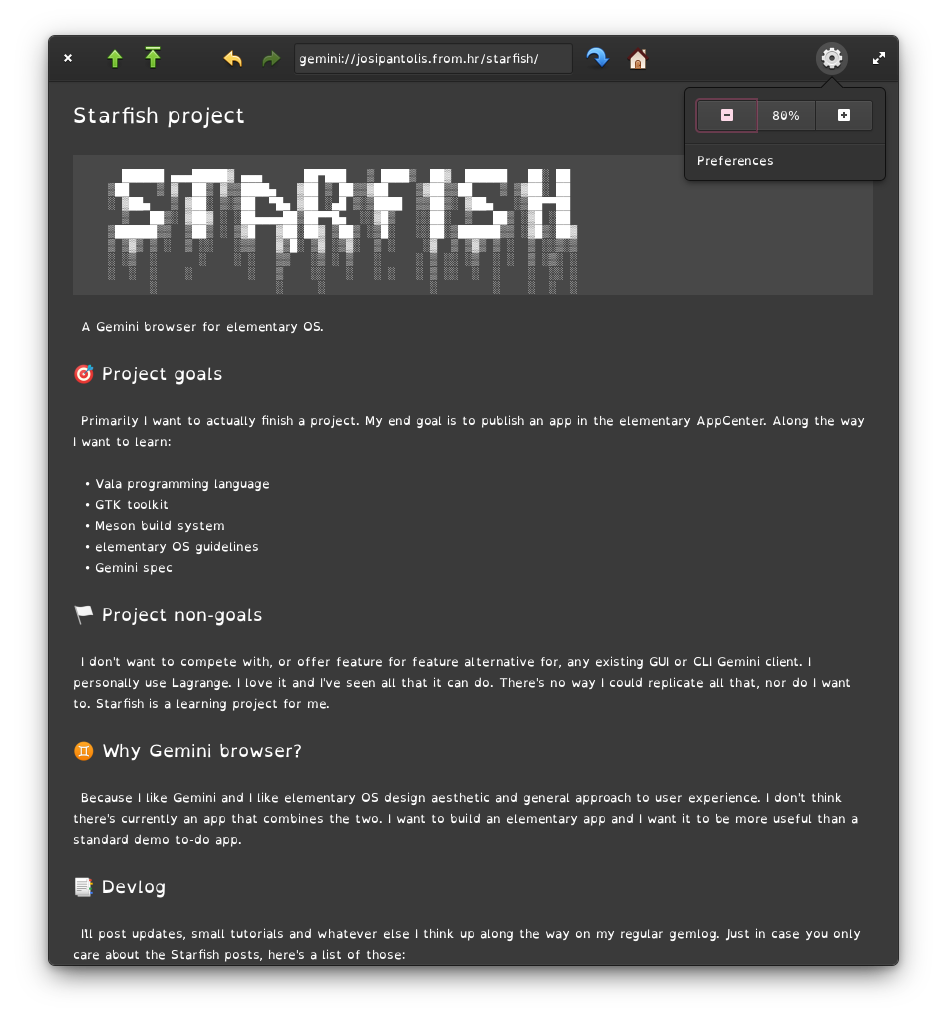 gemini://josipantolis.from.hr/starfish/
80%
Preferences
Starfish project
STARFISH
A Gemini browser for elementary OS.
🎯 Project goals
Primarily I want to actually finish a project. My end goal is to publish an app in the elementary AppCenter. Along the way
I want to learn:
• Vala programming language
• GTK toolkit
• Meson build system
• elementary OS guidelines
• Gemini spec
🏳 Project non-goals
I don't want to compete with, or offer feature for feature alternative for, any existing GUI or CLI Gemini client. I
personally use Lagrange. I love it and I've seen all that it can do. There's no way I could replicate all that, nor do I want
to. Starfish is a learning project for me.
♊ Why Gemini browser?
Because I like Gemini and I like elementary OS design aesthetic and general approach to user experience. I don't think
there's currently an app that combines the two. I want to build an elementary app and I want it to be more useful than a
standard demo to-do app.
📑 Devlog
I'll post updates, small tutorials and whatever else I think up along the way on my regular gemlog. Just in case you only
care about the Starfish posts, here's a list of those: